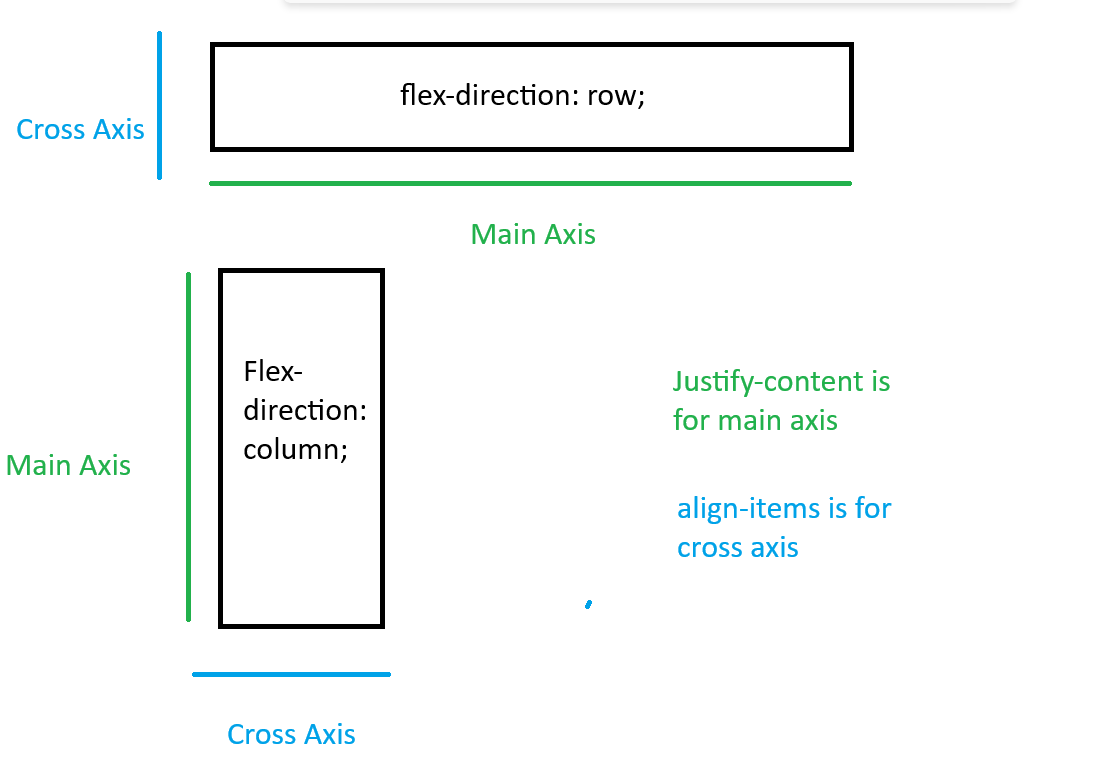 flex-direction: row;
Cross Axis
Main Axis
Flex-
direction:
column;
Main Axis
Justify-content is
for main axis
align-items is for
cross axis
Cross Axis